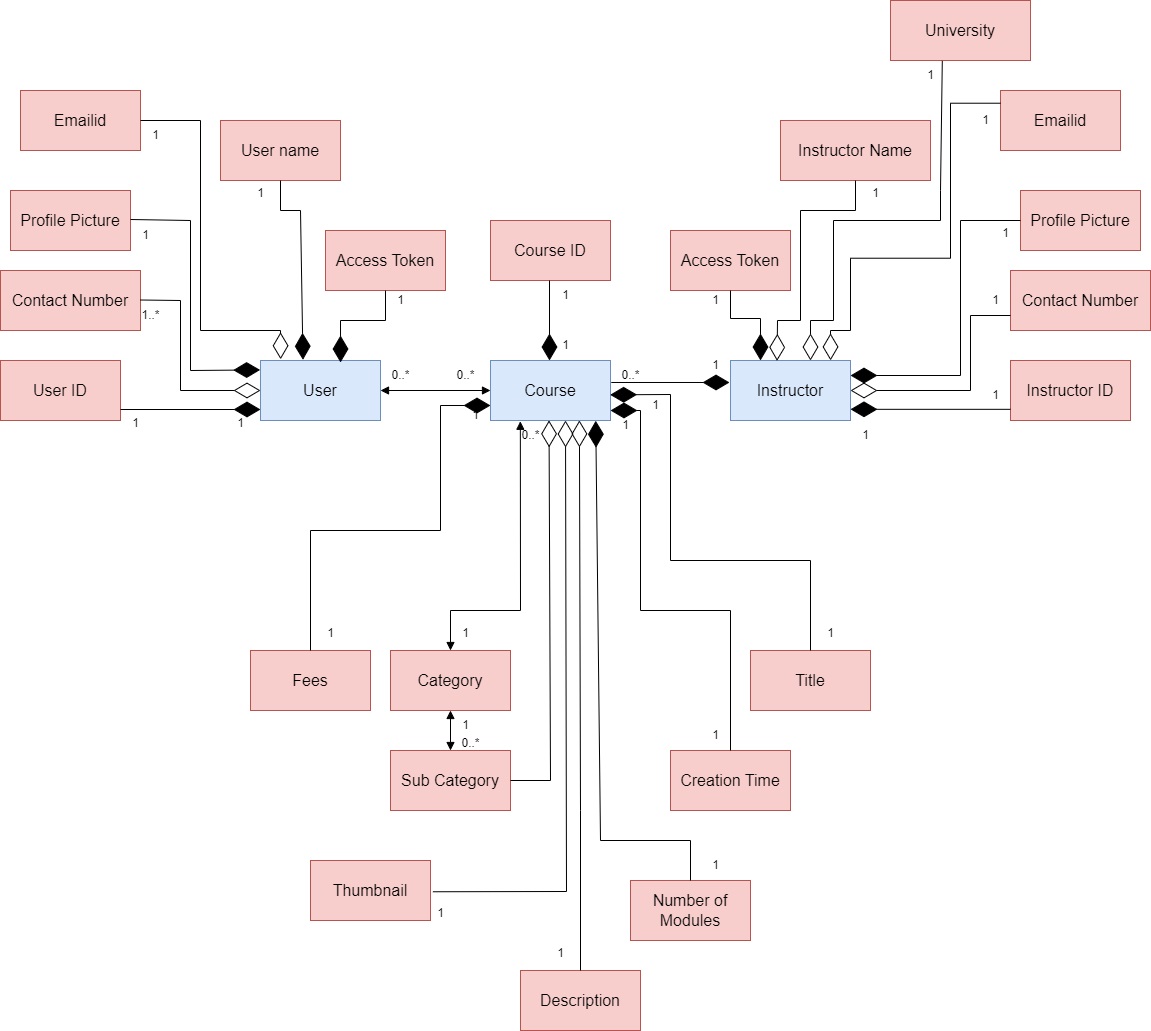 University
1
Emailid
1
User name
1
Instructor Name
1
Emailid
1
Profile Picture
1
Access Token
1
Course ID
1
1
Access Token
1
Profile Picture
1
Contact Number
1..*
Contact Number
1
User ID
1
1
User
0..*
0..*
Course
1
0..*
1
1
0..*
1
Instructor
Instructor ID
1
1
Fees
1
Category
1
1
0..*
Sub Category
Title
1
Creation Time
1
Thumbnail
1
Number of
Modules
1
Description
1